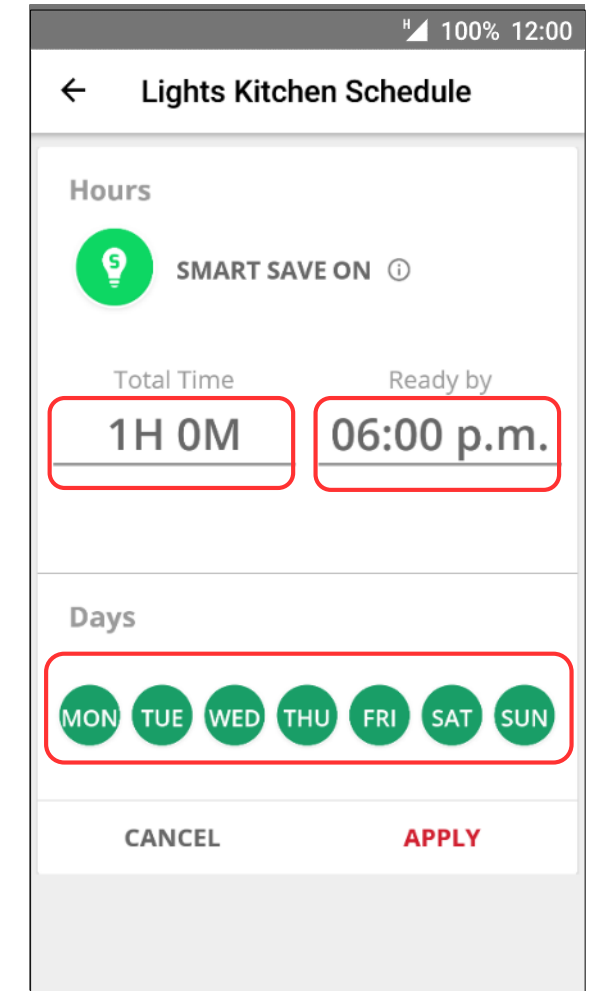 H 100% 12:00
Lights Kitchen Schedule
Hours
S
SMART SAVE ON i
Total Time Ready by
1H 0M 06:00 p.m.
Days
MON TUE WED THU FRI SAT SUN
CANCEL APPLY